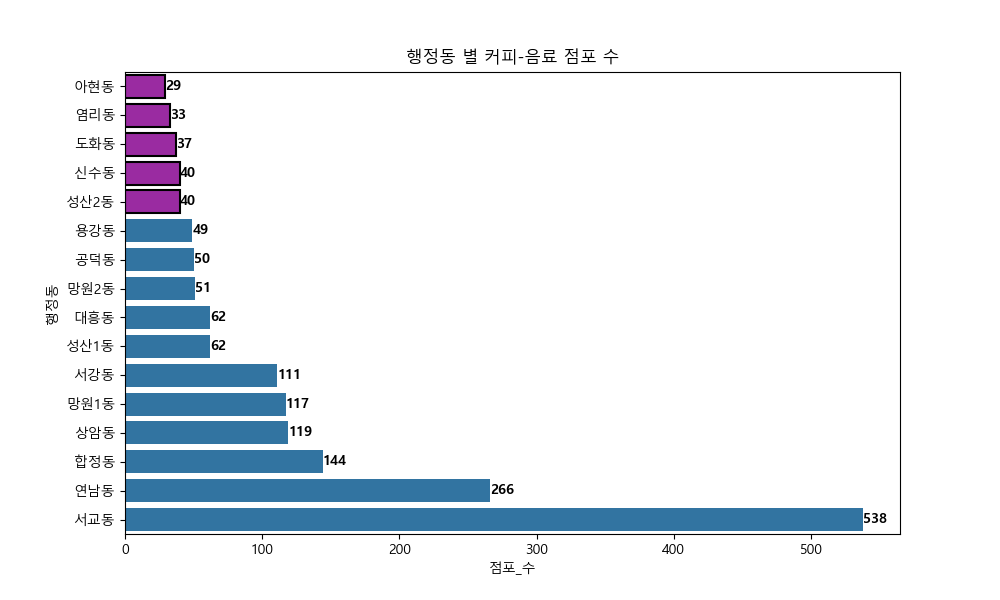 행정동 별 커피-음료 점포 수
행정동
아현동 29
염리동 33
도화동 37
신수동 40
성산2동 40
용강동 49
공덕동 50
망원2동 51
대흥동 62
성산1동 62
서강동 111
망원1동 117
상암동 119
합정동 144
연남동 266
서교동 538
0 100 200 300 400 500
점포_수